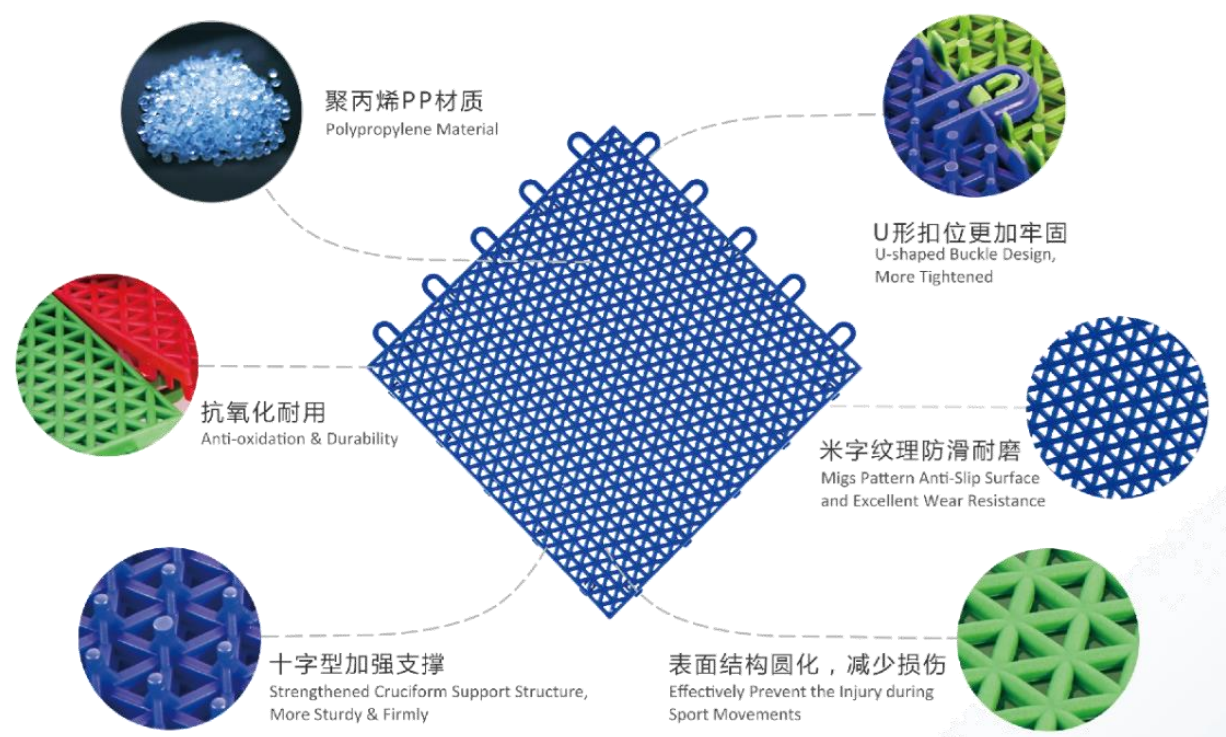 聚丙烯PP材质
Polypropylene Material
U形扣位更加牢固
U-shaped Buckle Design,
More Tightened
抗氧化耐用
Anti-oxidation & Durability
米字纹理防滑耐磨
Migs Pattern Anti-Slip Surface
and Excellent Wear Resistance
十字型加强支撑
Strengthened Cruciform Support Structure,
More Sturdy & Firmly
表面结构圆化，减少损伤
Effectively Prevent the Injury during
Sport Movements